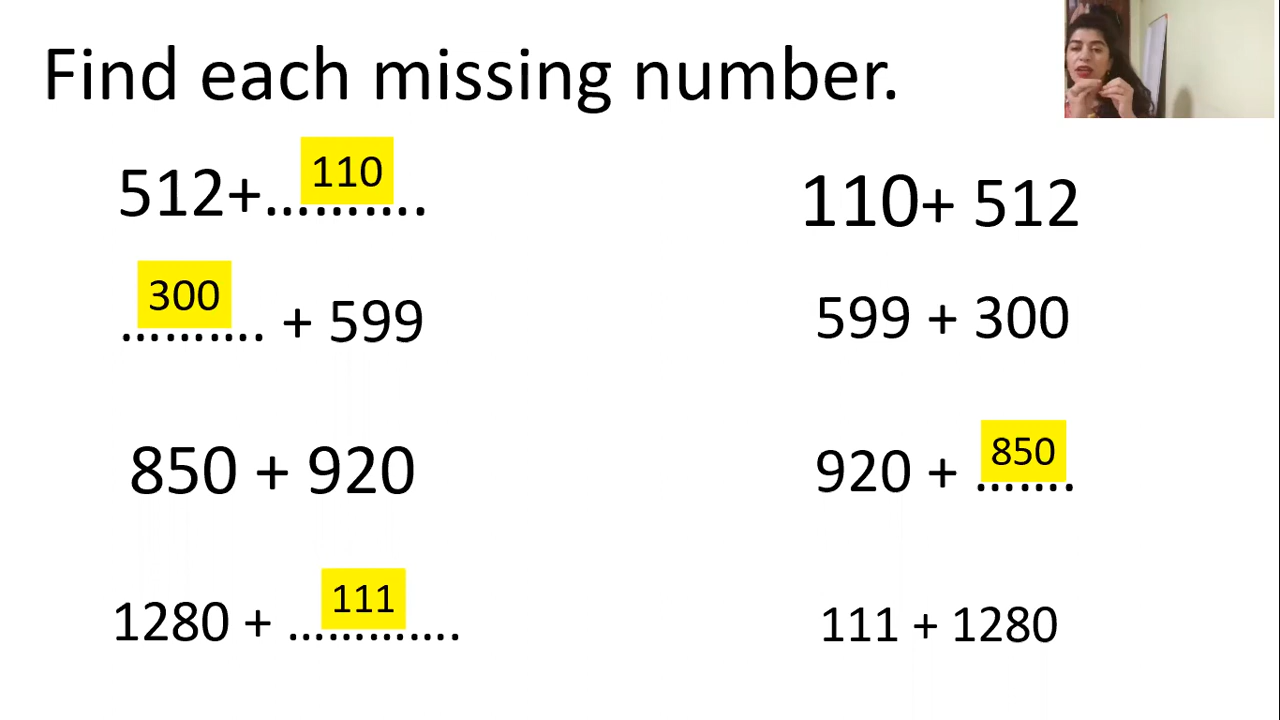 Find each missing number.
512+...110....... 110+ 512
300.......... + 599 599 + 300
850 + 920 920 + 850.......
1280 + 111............. 111 + 1280